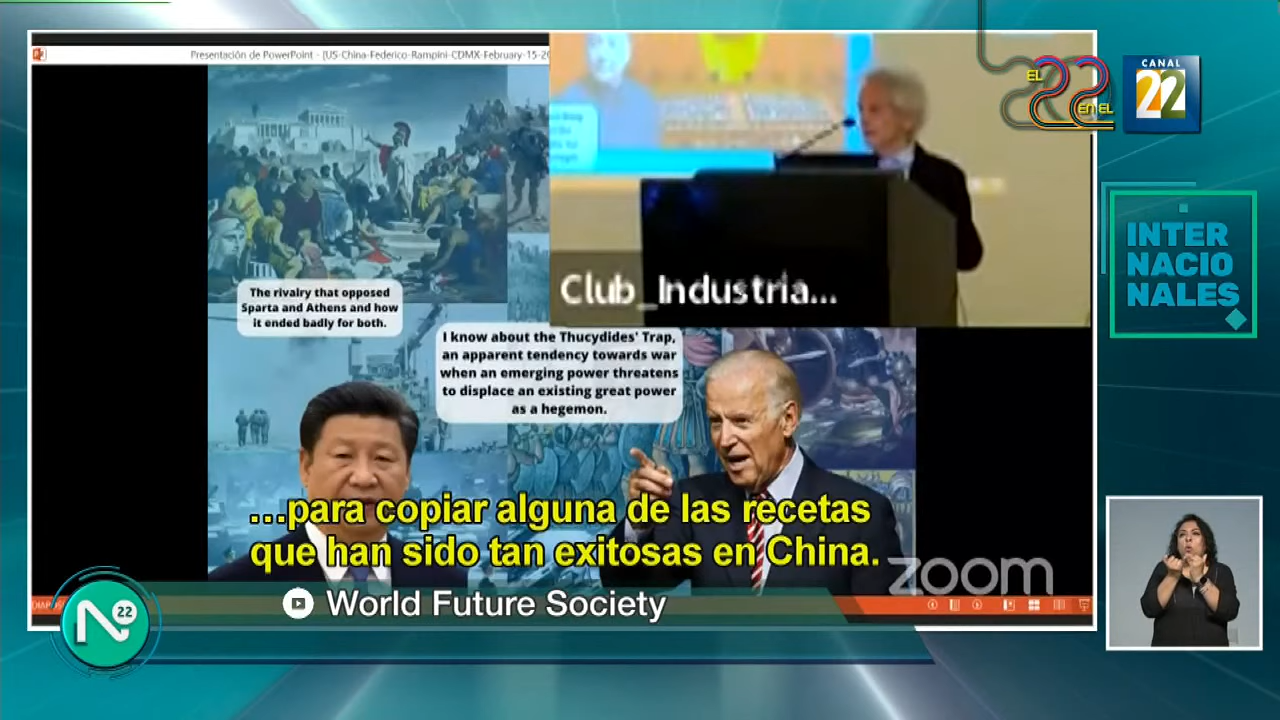 Presentación de PowerPoint - [US-China-Federico-Rampini-CDMX-February-15-20
EL
22
EN EL
CANAL
22
INTER
NACIO
NALES
Club_Industria...
The rivalry that opposed
Sparta and Athens and how
it ended badly for both.
I know about the Thucydides' Trap,
an apparent tendency towards war
when an emerging power threatens
to displace an existing great power
as a hegemon.
...para copiar alguna de las recetas
que han sido tan exitosas en China.
zoom
World Future Society
N22